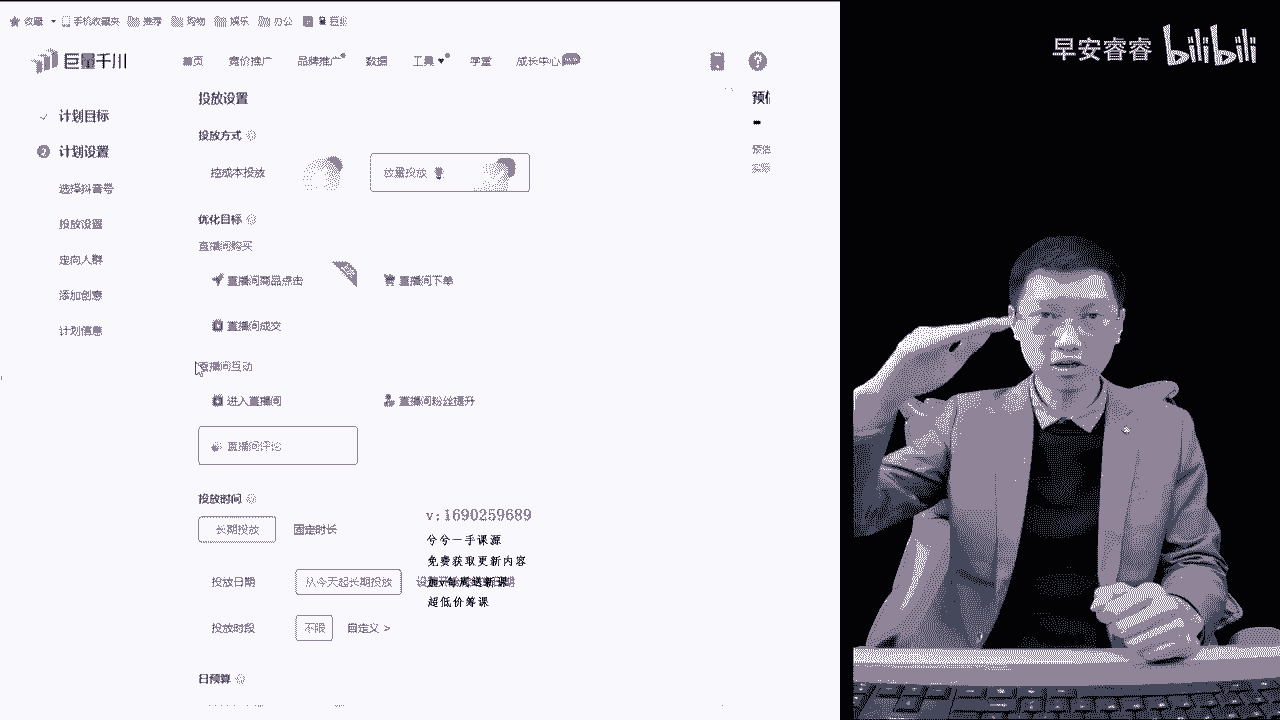 收藏 手机收藏夹 推荐 购物 娱乐 办公 巨量
早安睿睿 bilibili
巨量千川 首页 竞价推广 品牌推广 数据 工具 学堂 成长中心
计划目标
2 计划设置
选择抖音号
投放设置
定向人群
添加创意
计划信息
投放设置
投放方式
控成本投放 放量投放
优化目标
直播间购买
直播间商品点击 直播间下单
直播间成交
直播间互动
进入直播间 直播间粉丝提升
直播间评论
投放时间
长期投放 固定时长
投放日期 从今天起长期投放
投放时段 不限 自定义 >
日预算
预估
实际
v:1690259689
兮兮一手课源
免费获取更新内容
超低价筹课